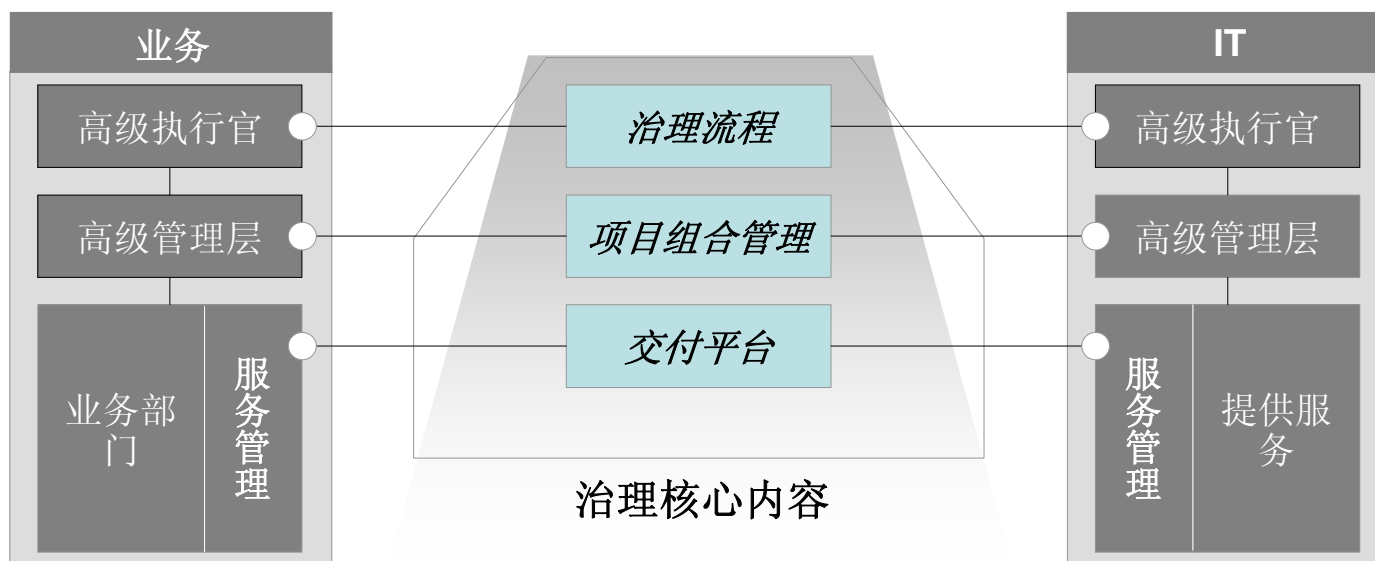 业务
IT
高级执行官
治理流程
高级执行官
高级管理层
项目组合管理
高级管理层
交付平台
业务部
门
服务管理
服务管理
提供服
务
治理核心内容